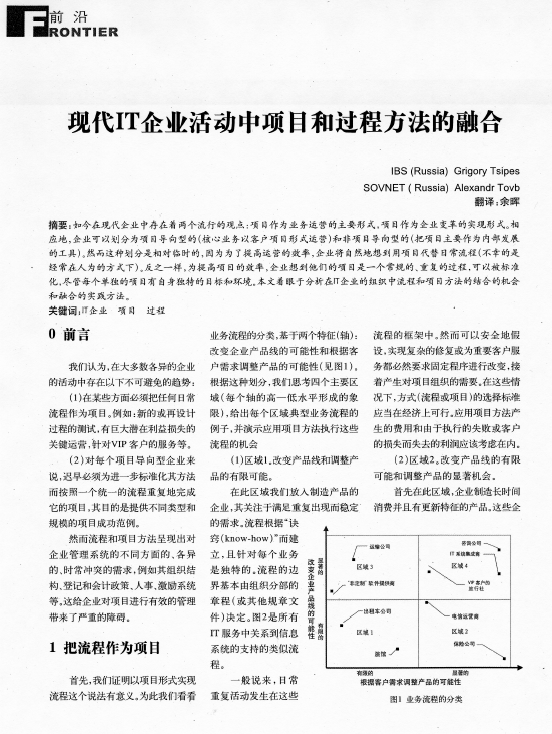 前 沿
FRONTIER
现代IT企业活动中项目和过程方法的融合
IBS (Russia) Grigory Tsipes
SOVNET ( Russia) Alexandr Tovb
翻译:余晖
摘要:如今在现代企业中存在着两个流行的观点:项目作为业务运营的主要形式,项目作为企业变革的实现形式。相
应地,企业可以划分为项目导向型的(核心业务以客户项目形式运营)和非项目导向型的(把项目主要作为内部发展
的工具)。然而这种划分是相对临时的,因为为了提高运营的效率,企业将自然地想到用项目代替日常流程(不幸的是
经常在人为的方式下)。反之一样,为提高项目的效率,企业想到他们的项目是一个常规的、重复的过程,可以被标准
化,尽管每个单独的项目有自身独特的目标和环境。本文着眼于分析在IT企业的组织中流程和项目方法的结合的机会
和融合的实践方法。
关键词:IT企业 项目 过程
0 前言
我们认为,在大多数各异的企业
的活动中存在以下不可避免的趋势:
(1)在某些方面必须把任何日常
流程作为项目。例如:新的或再设计
过程的测试,有巨大潜在利益损失的
关键运营,针对VIP 客户的服务等。
(2)对每个项目导向型企业来
说,迟早必须为进一步标准化其方法
而按照一个统一的流程重复地完成
它的项目,其目的是提供不同类型和
规模的项目成功范例。
然而流程和项目方法呈现出对
企业管理系统的不同方面的、各异
的、时常冲突的需求,例如其组织结
构、登记和会计政策、人事、激励系统
等,这给企业对项目进行有效的管理
带来了严重的障碍。
1 把流程作为项目
首先,我们证明以项目形式实现
流程这个说法有意义。为此我们看看
业务流程的分类,基于两个特征(轴):
改变企业产品线的可能性和根据客
户需求调整产品的可能性(见图1)。
根据这种划分,我们思考四个主要区
域(每个轴的高—低水平形成的象
限),给出每个区域典型业务流程的
例子,并演示应用项目方法执行这些
流程的机会
(1)区域1。改变产品线和调整产
品的有限可能。
在此区域我们放入制造产品的
企业,其关注于满足重复出现而稳定
的需求。流程根据“诀
窍(know-how)”而建
立,且针对每个业务
是独特的。流程的边
界基本由组织分部的
章程(或其他规章文
件)决定。图2是所有
IT 服务中关系到信息
系统的支持的类似流
程。
一般说来,日常
重复活动发生在这些
流程的框架中。然而可以安全地假
设,实现复杂的修复或为重要客户服
务都必然要求固定程序进行改变,接
着产生对项目组织的需要。在这些情
况下,方式(流程或项目)的选择标准
应当在经济上可行。应用项目方法产
生的费用和由于执行的失败或客户
的损失而失去的利润应该考虑在内。
(2)区域2。改变产品线的有限
可能和调整产品的显著机会。
首先在此区域,企业制造长时间
消费并且有更新特征的产品。这些企
改变企业产品线的可能性
显著的
有限的
运输公司
区域 3
“非定制”软件提供商
咨询公司
IT 系统集成商
区域 4
VIP 客户的
旅行社
出租车公司
区域 1
旅馆
电信运营商
区域 2
保险公司
有限的
显著的
根据客户需求调整产品的可能性
图1 业务流程的分类